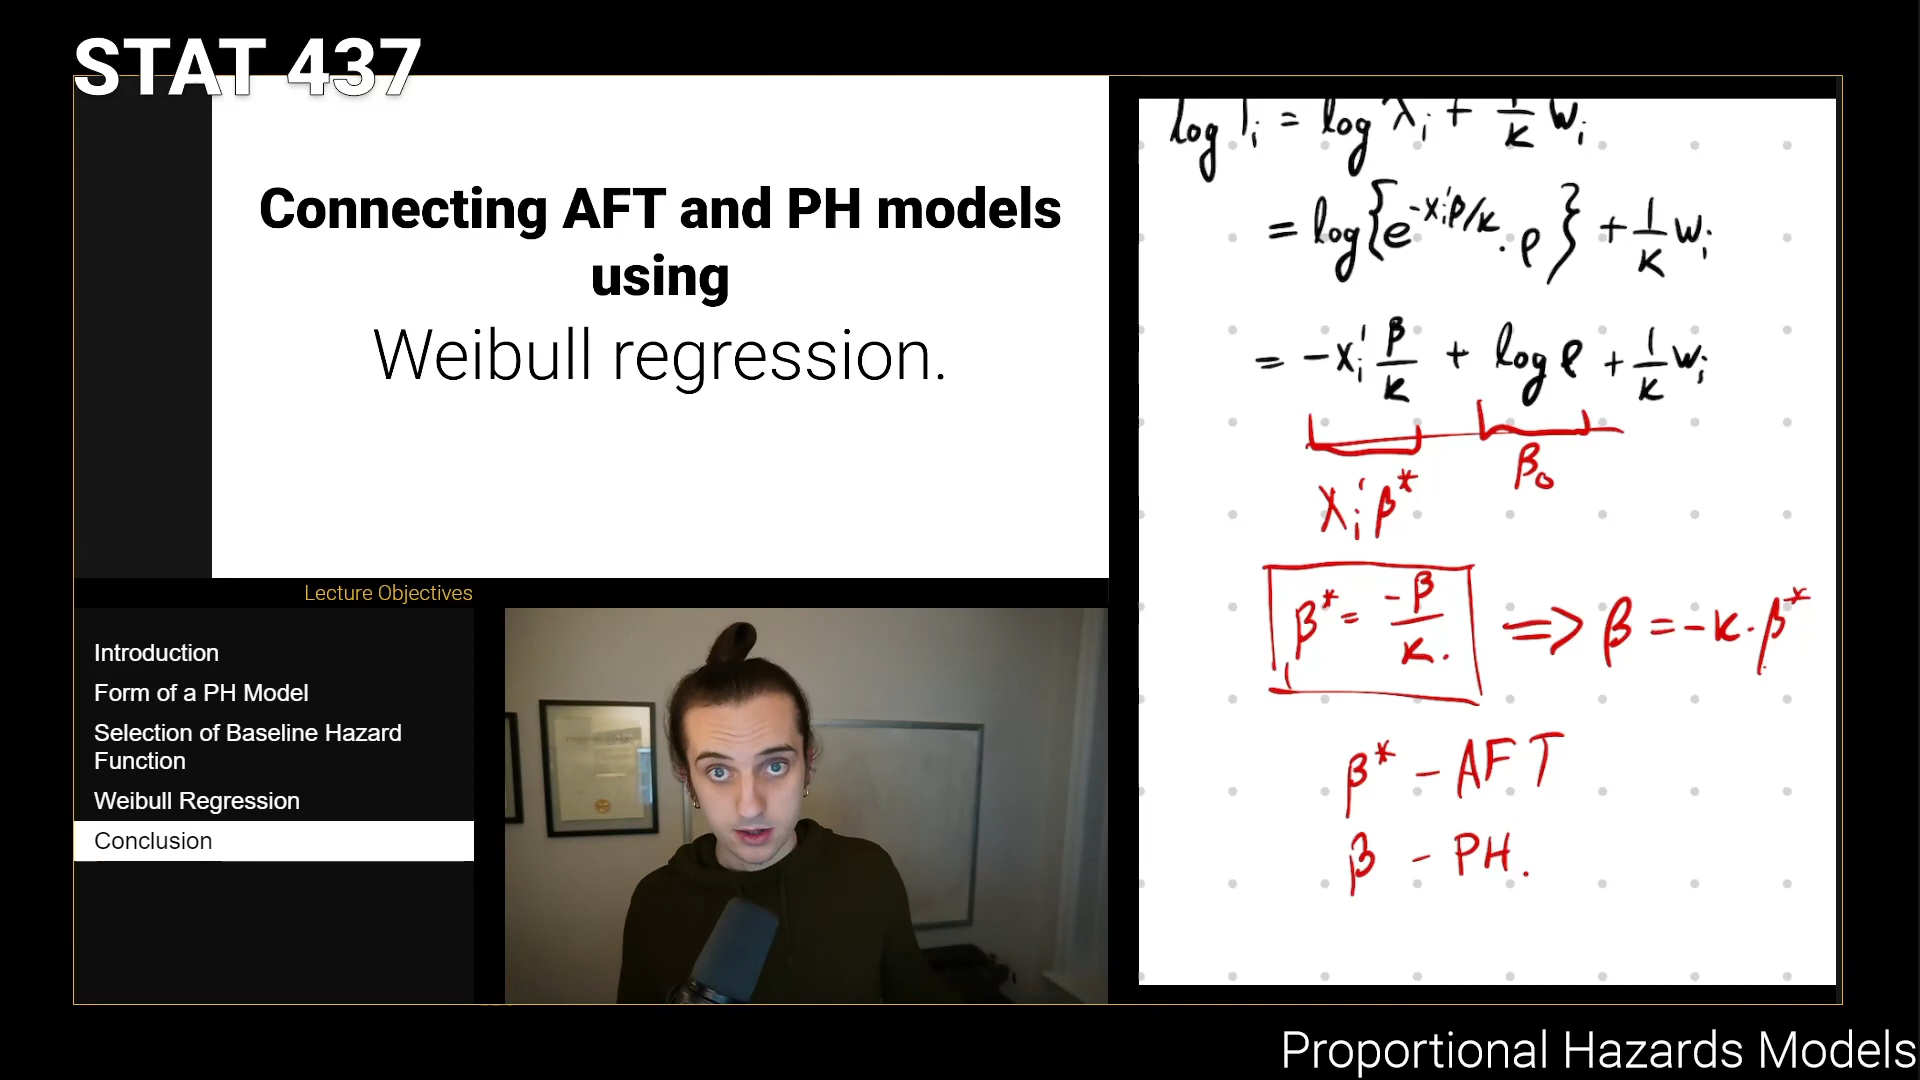 STAT 437
Connecting AFT and PH models
using
Weibull regression.
Lecture Objectives
Introduction
Form of a PH Model
Selection of Baseline Hazard
Function
Weibull Regression
Conclusion
log Tᵢ = log λᵢ + 1/κ Wᵢ
= log{e^(-xᵢ'β/κ) · ρ} + 1/κ Wᵢ
= -xᵢ' β/κ + log ρ + 1/κ Wᵢ
β₀
xᵢ'β*
β* = -β/κ. ⟹ β = -κ·β*
β* - AFT
β - PH.
Proportional Hazards Models